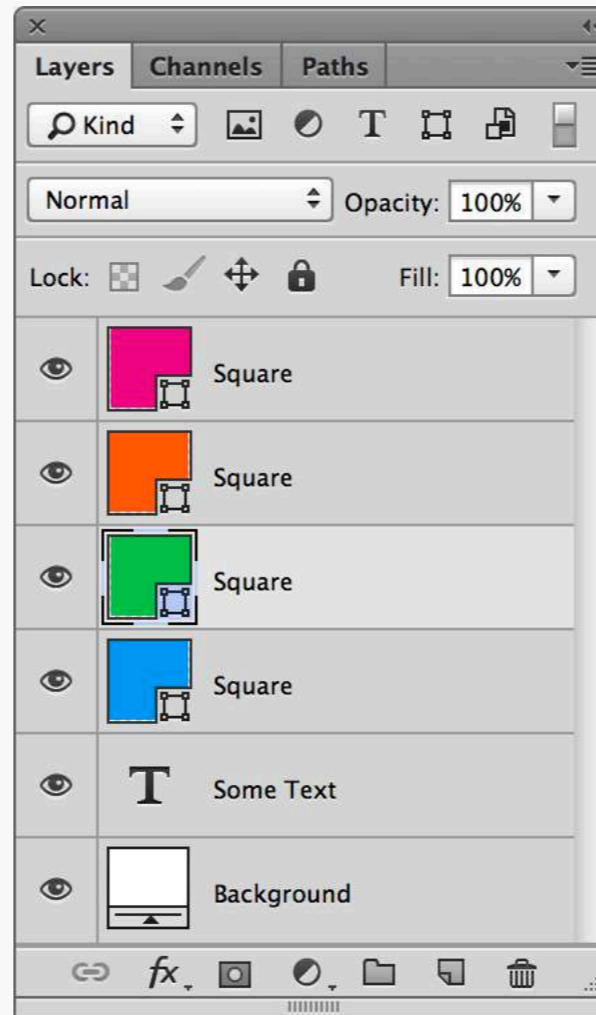 Layers Channels Paths
Kind T
Normal Opacity: 100%
Lock: Fill: 100%
Square
Square
Square
Square
T Some Text
Background
fx